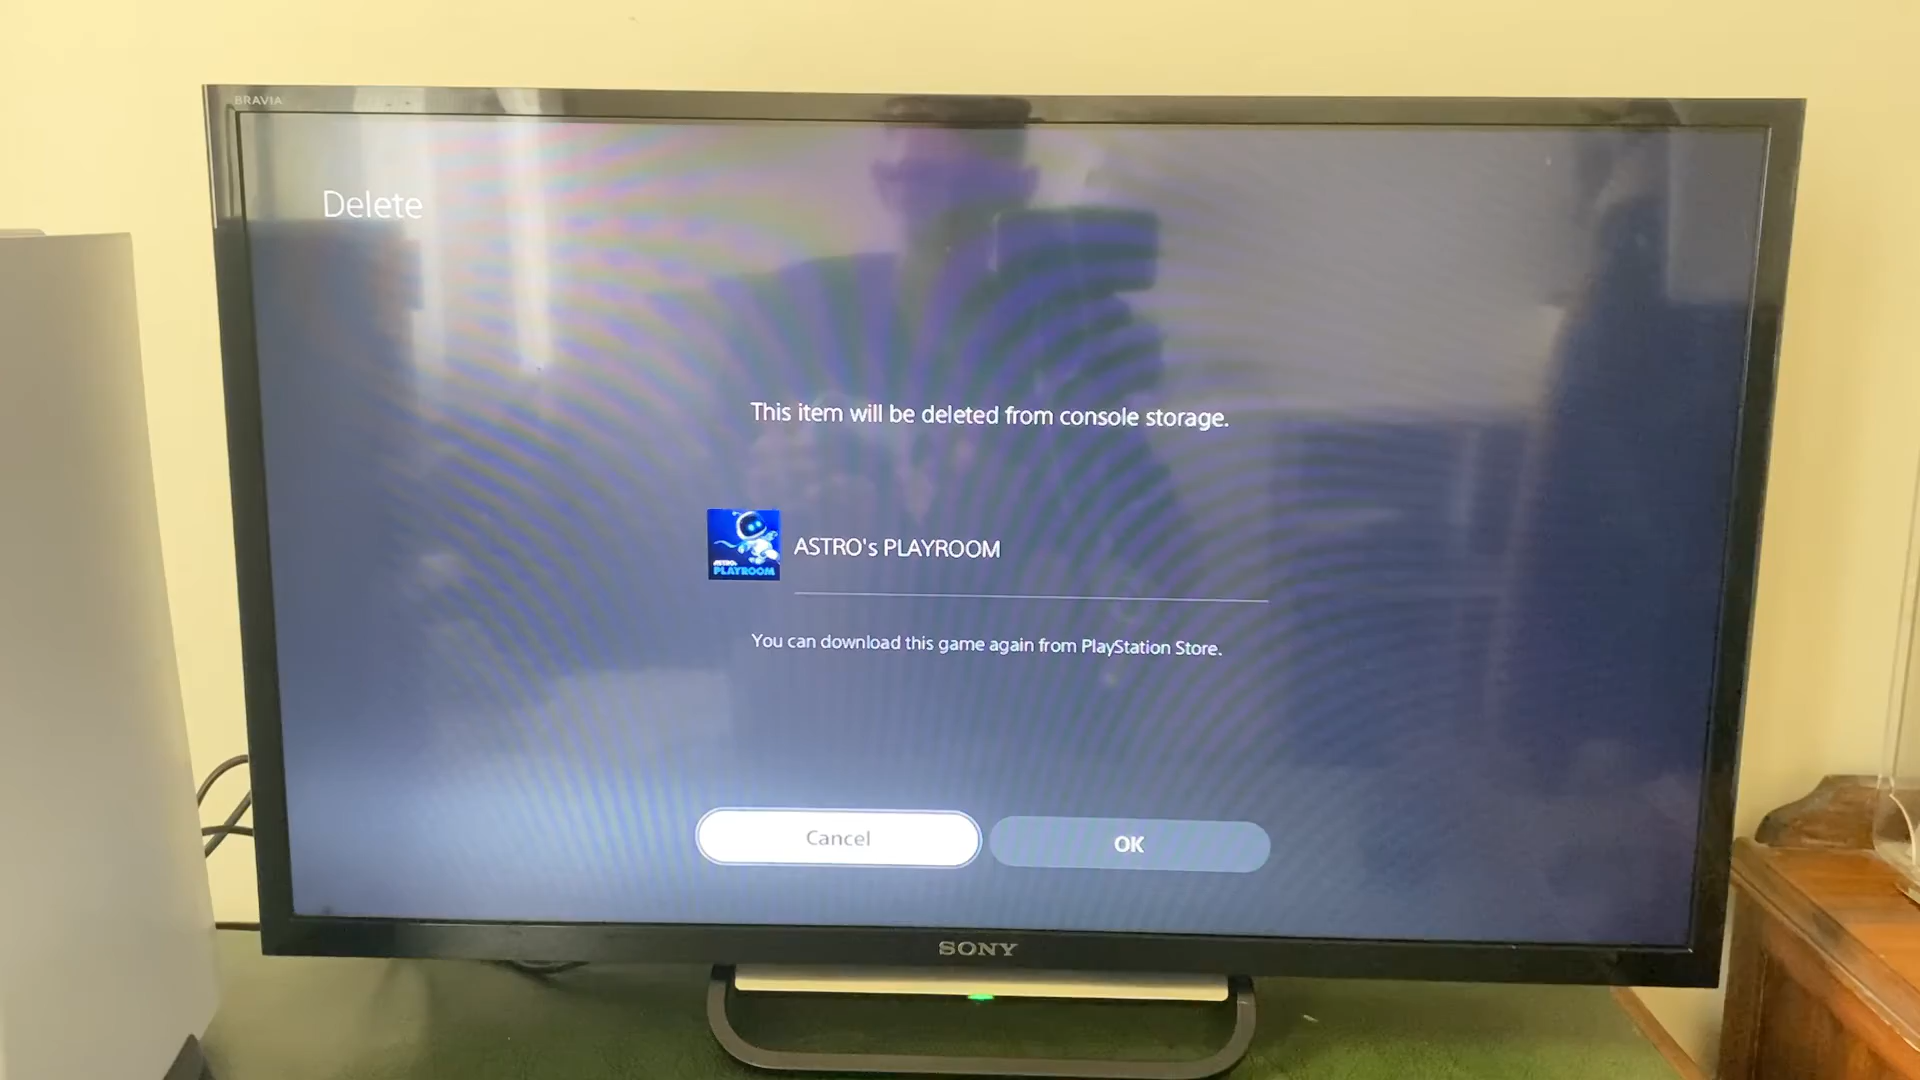 BRAVIA
Delete
This item will be deleted from console storage.
ASTRO's
PLAYROOM
ASTRO's PLAYROOM
You can download this game again from PlayStation Store.
Cancel
OK
SONY